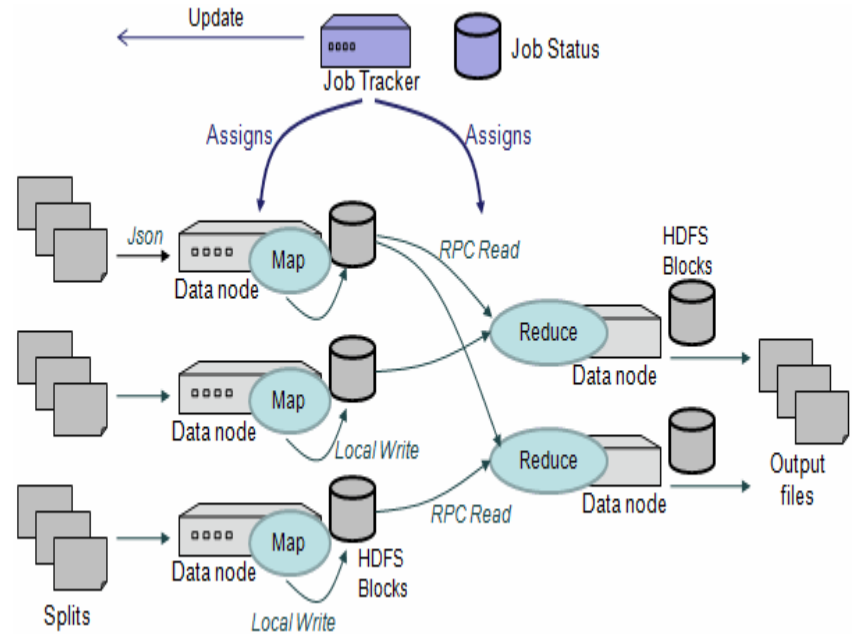 Update
Job Tracker
Job Status
Assigns
Assigns
Json
Map
Data node
RPC Read
HDFS
Blocks
Reduce
Data node
Map
Data node
Local Write
Reduce
Data node
Output
files
Map
Data node
RPC Read
HDFS
Blocks
Splits
Local Write